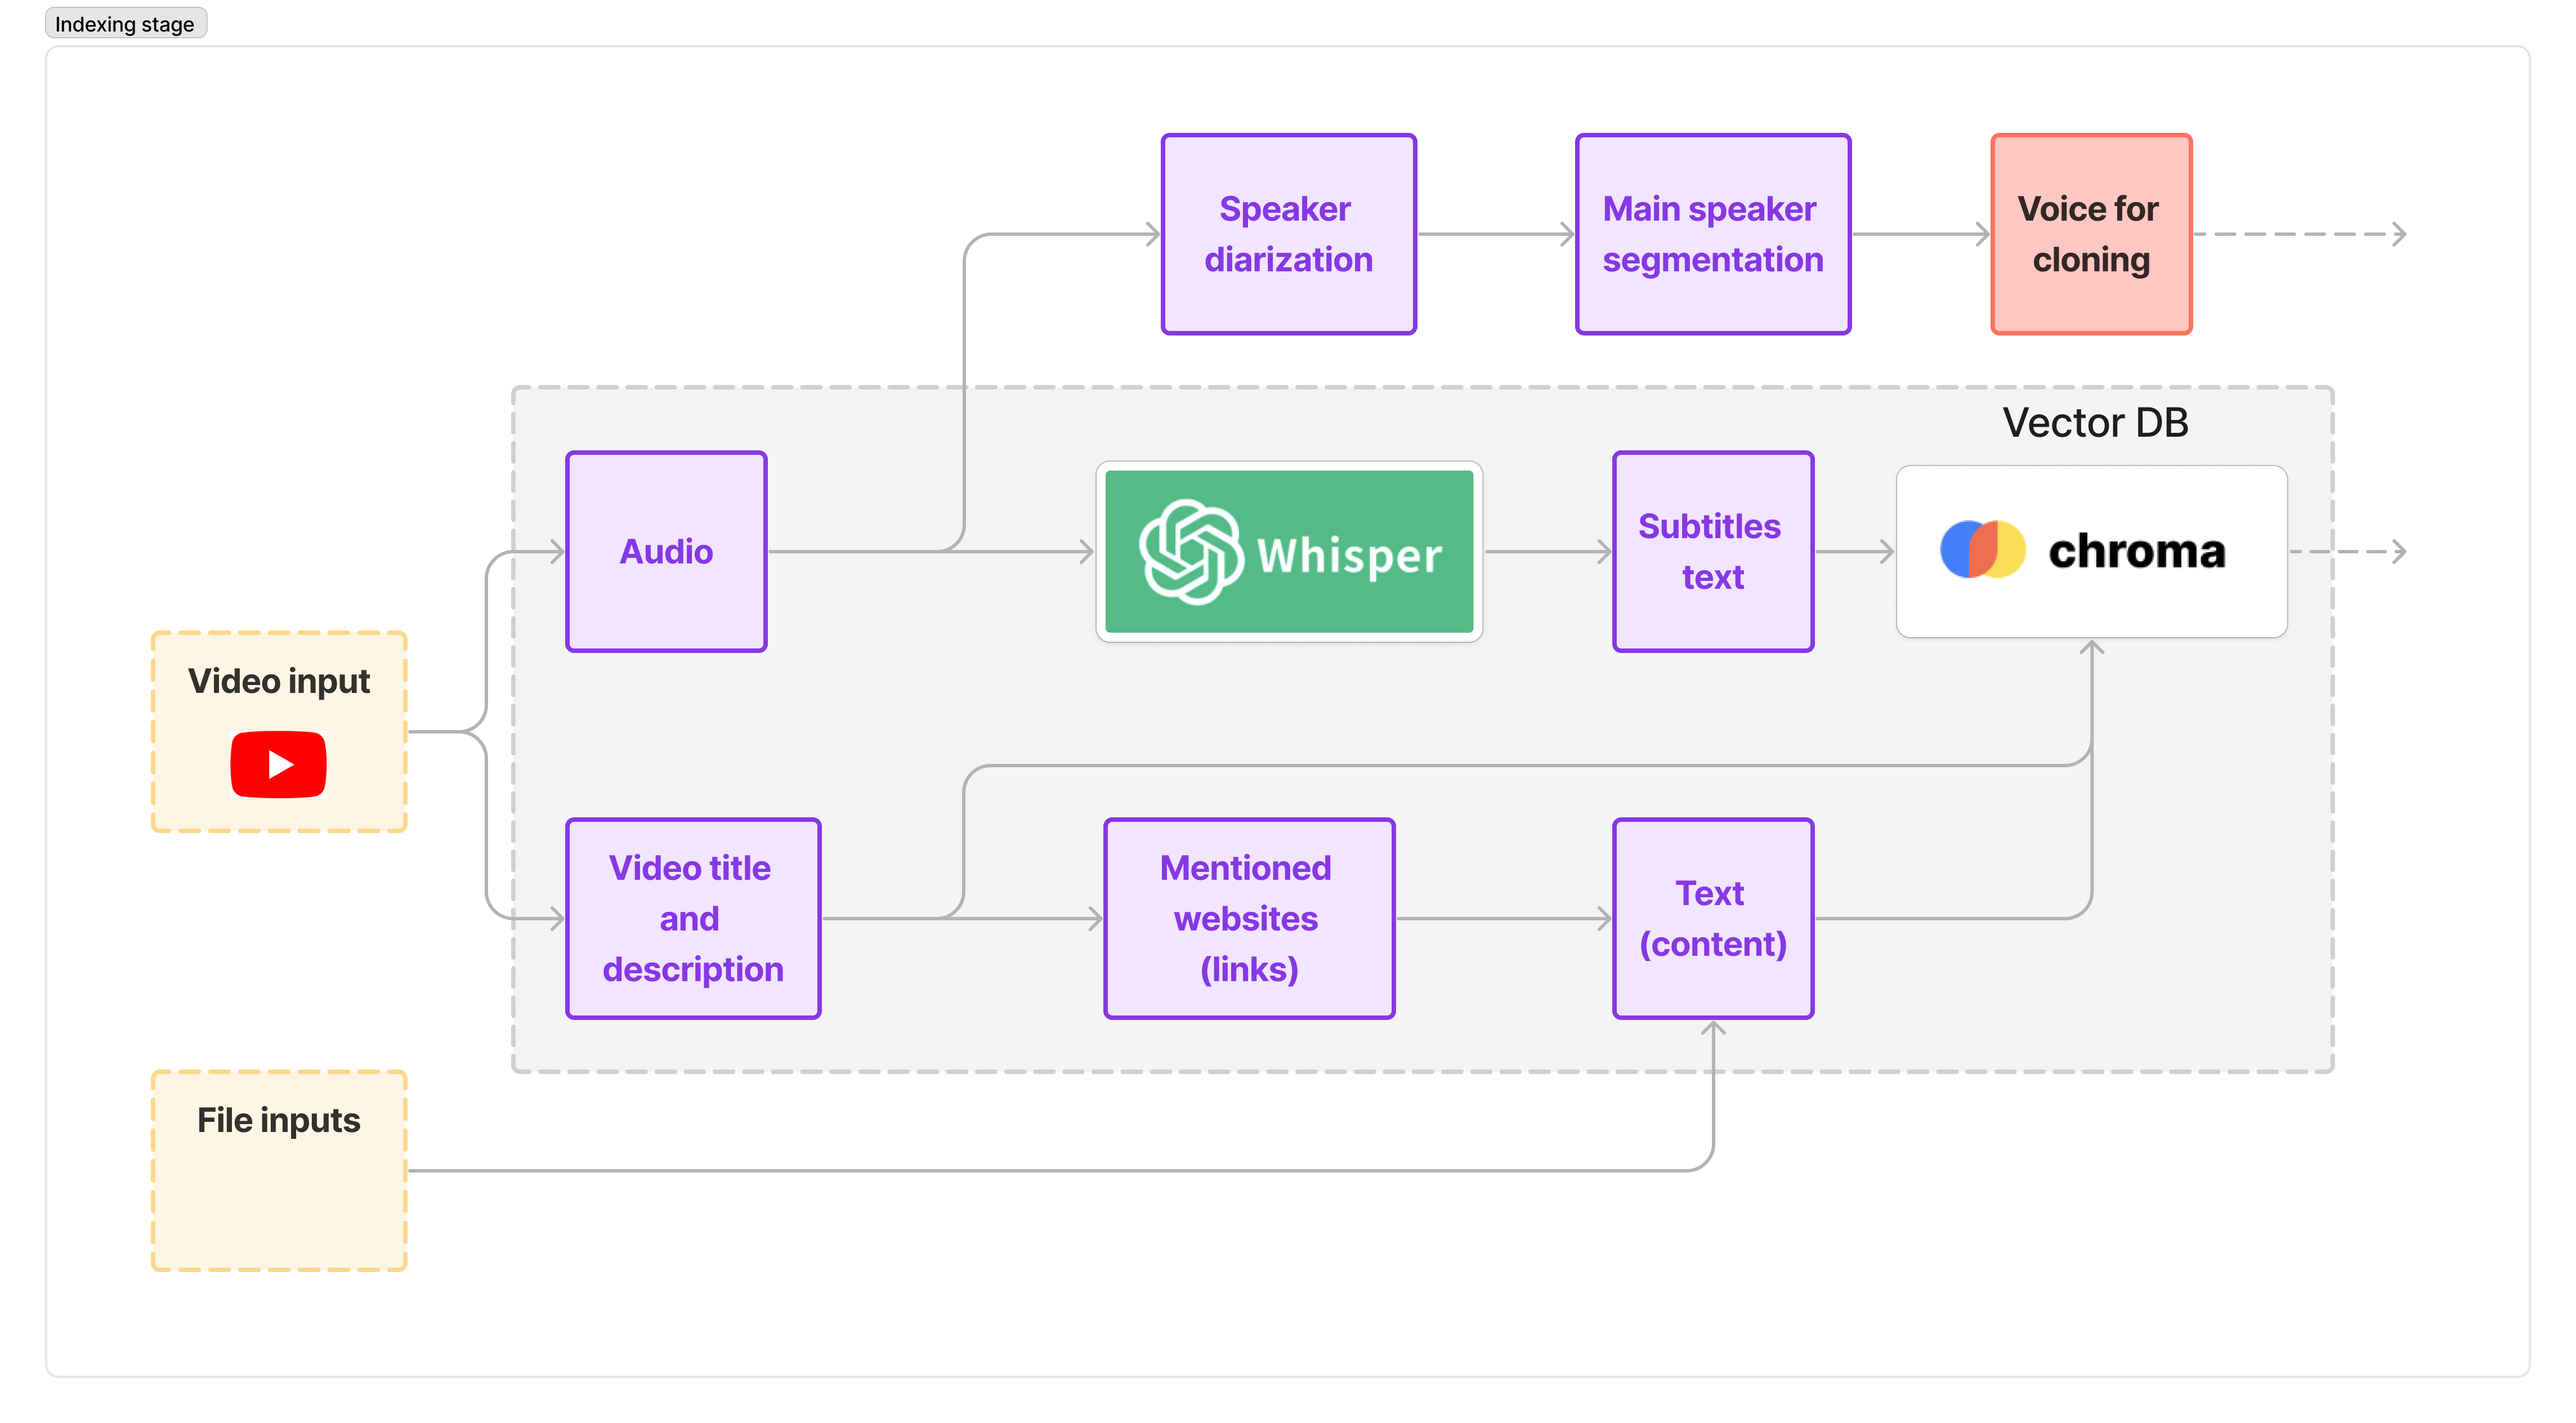 Indexing stage
Speaker
diarization
Main speaker
segmentation
Voice for
cloning
Vector DB
Audio
Whisper
Subtitles
text
chroma
Video input
Video title
and
description
Mentioned
websites
(links)
Text
(content)
File inputs